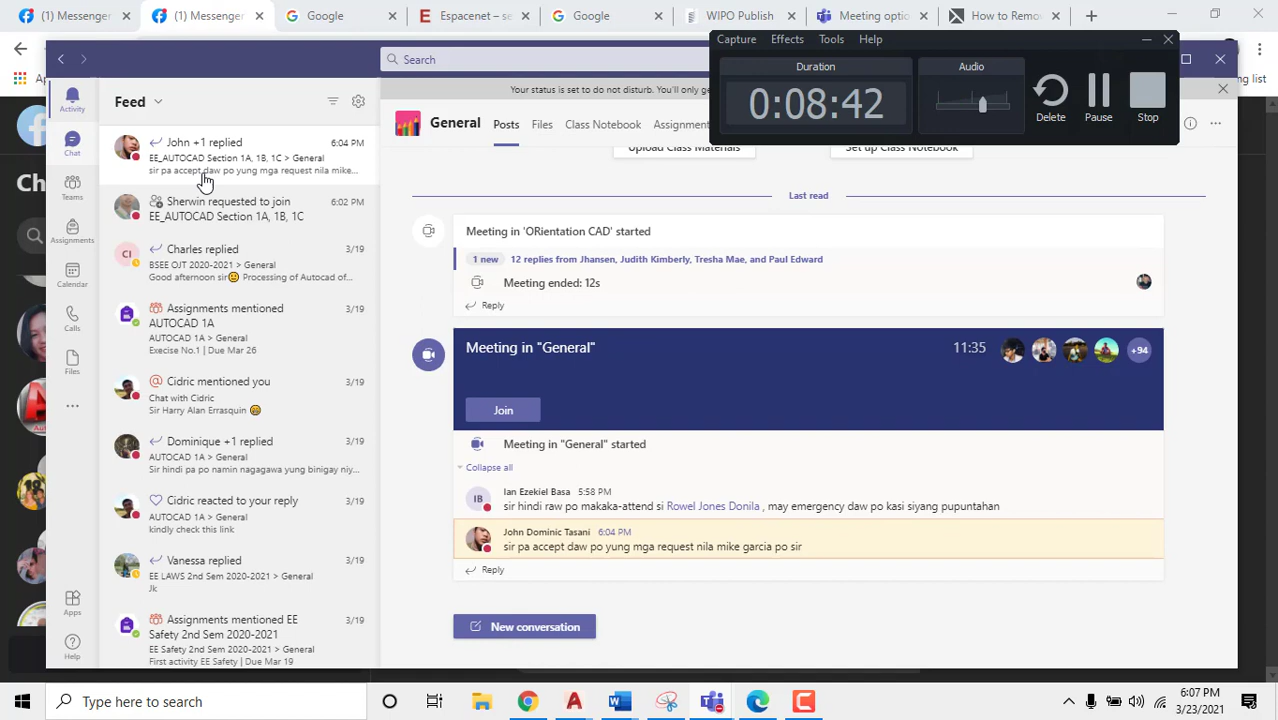 (1) Messenger
(1) Messenger
Google
Espacenet – se
Google
WIPO Publish
Meeting optio
How to Remov
Search
Capture Effects Tools Help
Duration
Audio
0:08:42
Delete Pause Stop
Your status is set to do not disturb. You'll only ge
Activity
Chat
Teams
Assignments
Calendar
Calls
Files
Apps
Help
Feed
John +1 replied 6:04 PM
EE_AUTOCAD Section 1A, 1B, 1C > General
sir pa accept daw po yung mga request nila mike...
Sherwin requested to join 6:02 PM
EE_AUTOCAD Section 1A, 1B, 1C
CI
Charles replied 3/19
BSEE OJT 2020-2021 > General
Good afternoon sir Processing of Autocad of...
Assignments mentioned 3/19
AUTOCAD 1A
AUTOCAD 1A > General
Execise No.1 | Due Mar 26
Cidric mentioned you 3/19
Chat with Cidric
Sir Harry Alan Errasquin
Dominique +1 replied 3/19
AUTOCAD 1A > General
Sir hindi pa po namin nagagawa yung binigay niy...
Cidric reacted to your reply 3/19
AUTOCAD 1A > General
kindly check this link
Vanessa replied 3/19
EE LAWS 2nd Sem 2020-2021 > General
Jk
Assignments mentioned EE 3/19
Safety 2nd Sem 2020-2021
EE Safety 2nd Sem 2020-2021 > General
First activity EE Safety | Due Mar 19
General Posts Files Class Notebook Assignment
Upload Class Materials Set up Class Notebook
Last read
Meeting in 'ORientation CAD' started
1 new 12 replies from Jhansen, Judith Kimberly, Tresha Mae, and Paul Edward
Meeting ended: 12s
Reply
Meeting in "General" 11:35 +94
Join
Meeting in "General" started
Collapse all
IB
Ian Ezekiel Basa 5:58 PM
sir hindi raw po makaka-attend si Rowel Jones Donila , may emergency daw po kasi siyang pupuntahan
John Dominic Tasani 6:04 PM
sir pa accept daw po yung mga request nila mike garcia po sir
Reply
New conversation
Type here to search
6:07 PM
3/23/2021